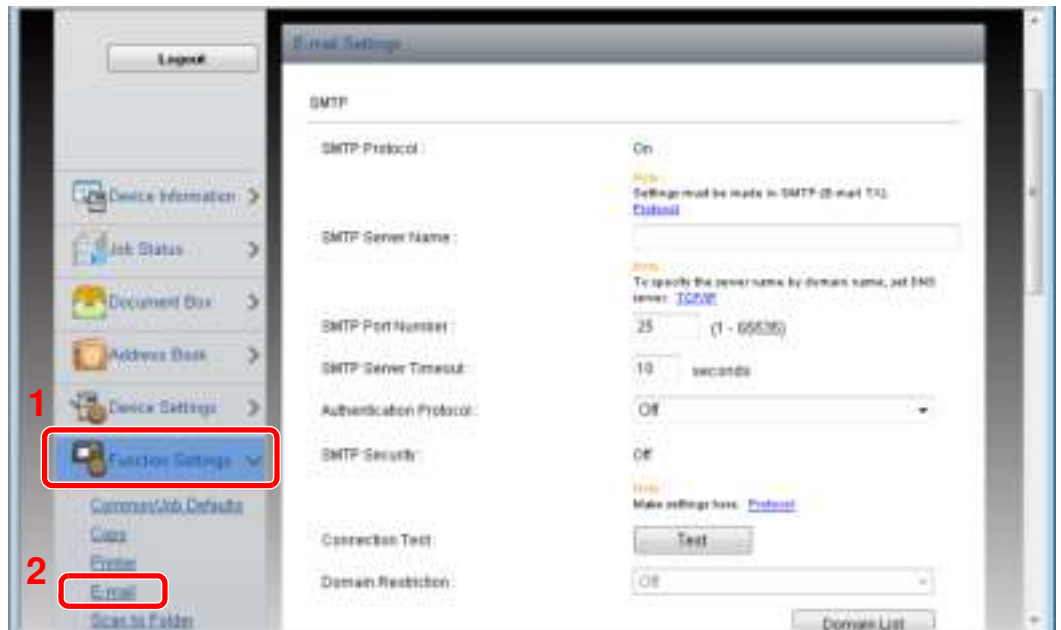 Logout
Device Information
Job Status
Document Box
Address Book
1
Device Settings
Function Settings
Common/Job Defaults
Copy
Printer
2
E-mail
Scan to Folder
E-mail Settings
SMTP
SMTP Protocol :
On
Note :
Settings must be made in SMTP (E-mail TX).
Protocol
SMTP Server Name :
Note :
To specify the server name by domain name, set DNS
server. TCP/IP
SMTP Port Number :
25 (1 - 65535)
SMTP Server Timeout :
10 seconds
Authentication Protocol :
Off
SMTP Security :
Off
Note :
Make settings here. Protocol
Connection Test :
Test
Domain Restriction :
Off
Domain List